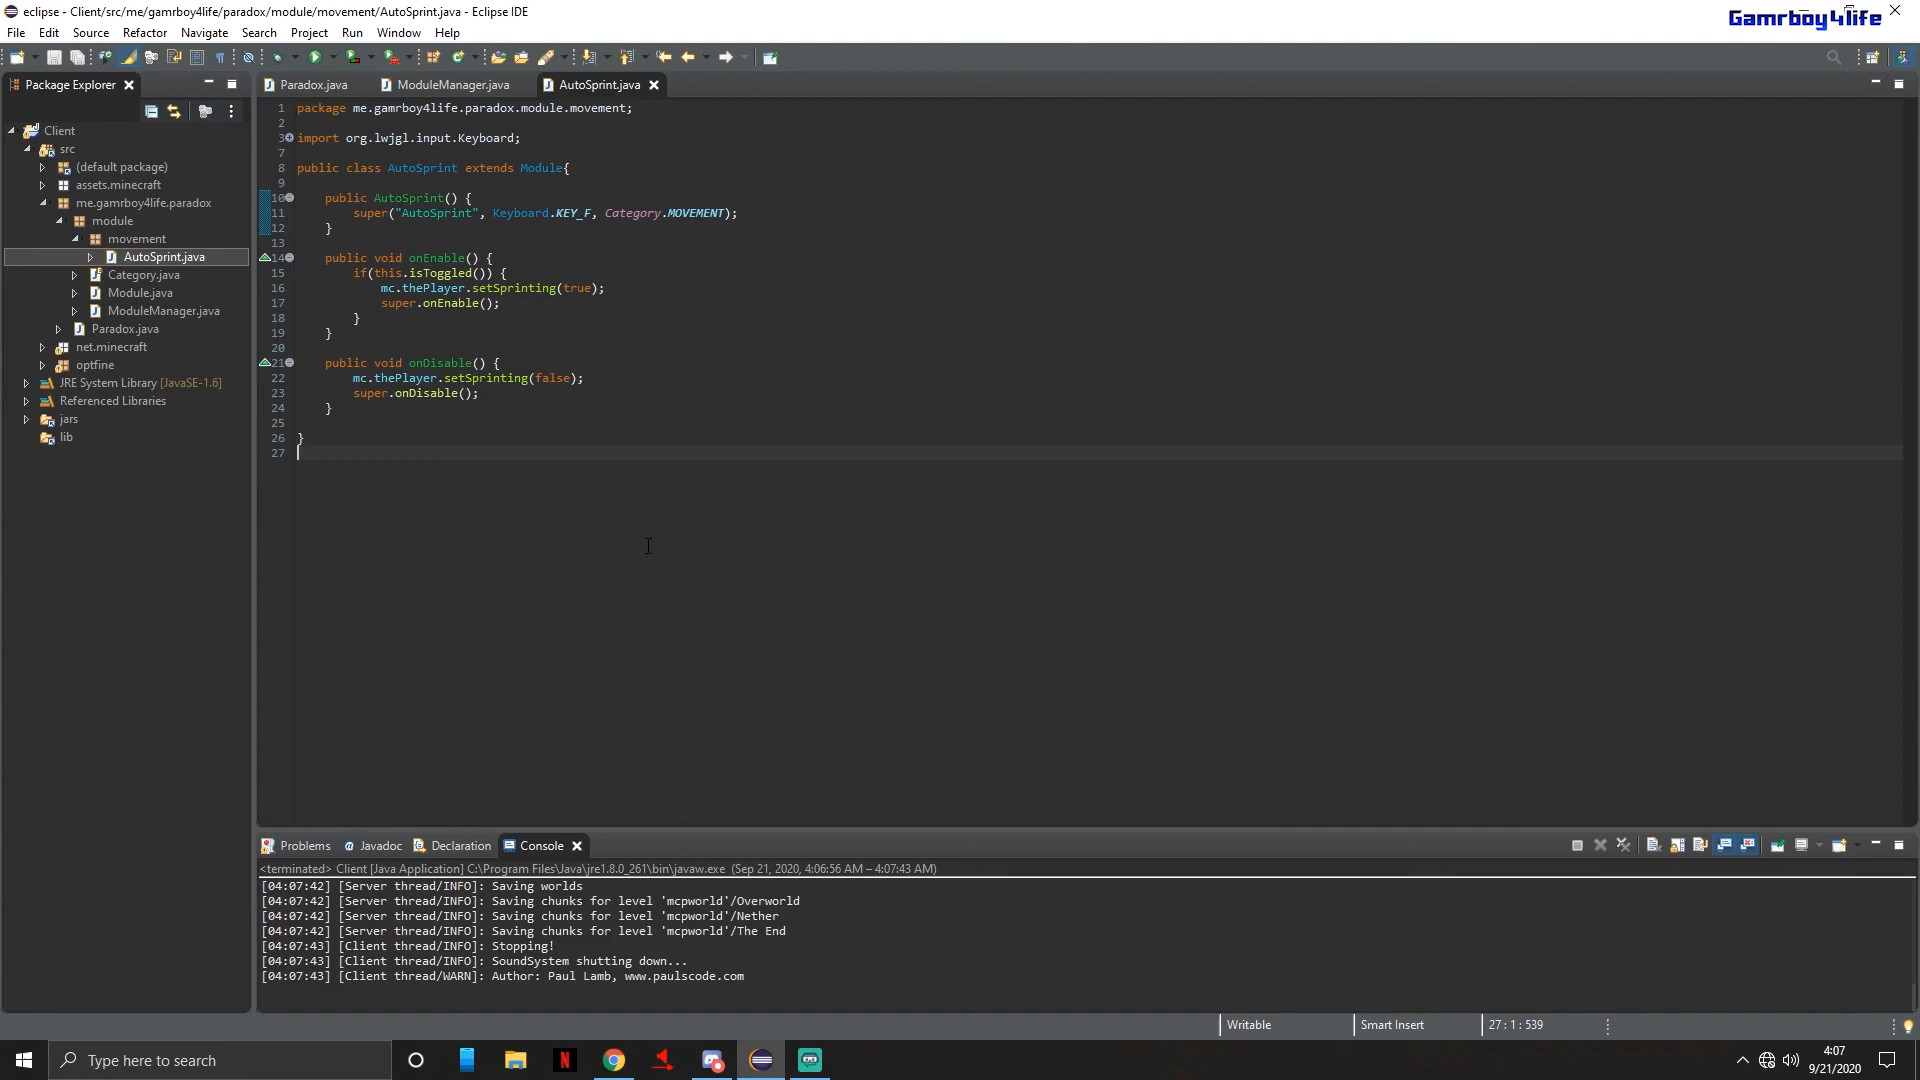 eclipse - Client/src/me/gamrboy4life/paradox/module/movement/AutoSprint.java - Eclipse IDE
Gamrboy4life
File Edit Source Refactor Navigate Search Project Run Window Help
Package Explorer
Paradox.java
ModuleManager.java
AutoSprint.java
Client
src
(default package)
assets.minecraft
me.gamrboy4life.paradox
module
movement
AutoSprint.java
Category.java
Module.java
ModuleManager.java
Paradox.java
net.minecraft
optfine
JRE System Library [JavaSE-1.6]
Referenced Libraries
jars
lib
1 package me.gamrboy4life.paradox.module.movement;
2
3 import org.lwjgl.input.Keyboard;
7
8 public class AutoSprint extends Module{
9
10 public AutoSprint() {
11 super("AutoSprint", Keyboard.KEY_F, Category.MOVEMENT);
12 }
13
14 public void onEnable() {
15 if(this.isToggled()) {
16 mc.thePlayer.setSprinting(true);
17 super.onEnable();
18 }
19 }
20
21 public void onDisable() {
22 mc.thePlayer.setSprinting(false);
23 super.onDisable();
24 }
25
26 }
27
Problems
Javadoc
Declaration
Console
<terminated> Client [Java Application] C:\Program Files\Java\jre1.8.0_261\bin\javaw.exe (Sep 21, 2020, 4:06:56 AM – 4:07:43 AM)
[04:07:42] [Server thread/INFO]: Saving worlds
[04:07:42] [Server thread/INFO]: Saving chunks for level 'mcpworld'/Overworld
[04:07:42] [Server thread/INFO]: Saving chunks for level 'mcpworld'/Nether
[04:07:42] [Server thread/INFO]: Saving chunks for level 'mcpworld'/The End
[04:07:43] [Client thread/INFO]: Stopping!
[04:07:43] [Client thread/INFO]: SoundSystem shutting down...
[04:07:43] [Client thread/WARN]: Author: Paul Lamb, www.paulscode.com
Writable
Smart Insert
27 : 1 : 539
Type here to search
4:07
9/21/2020